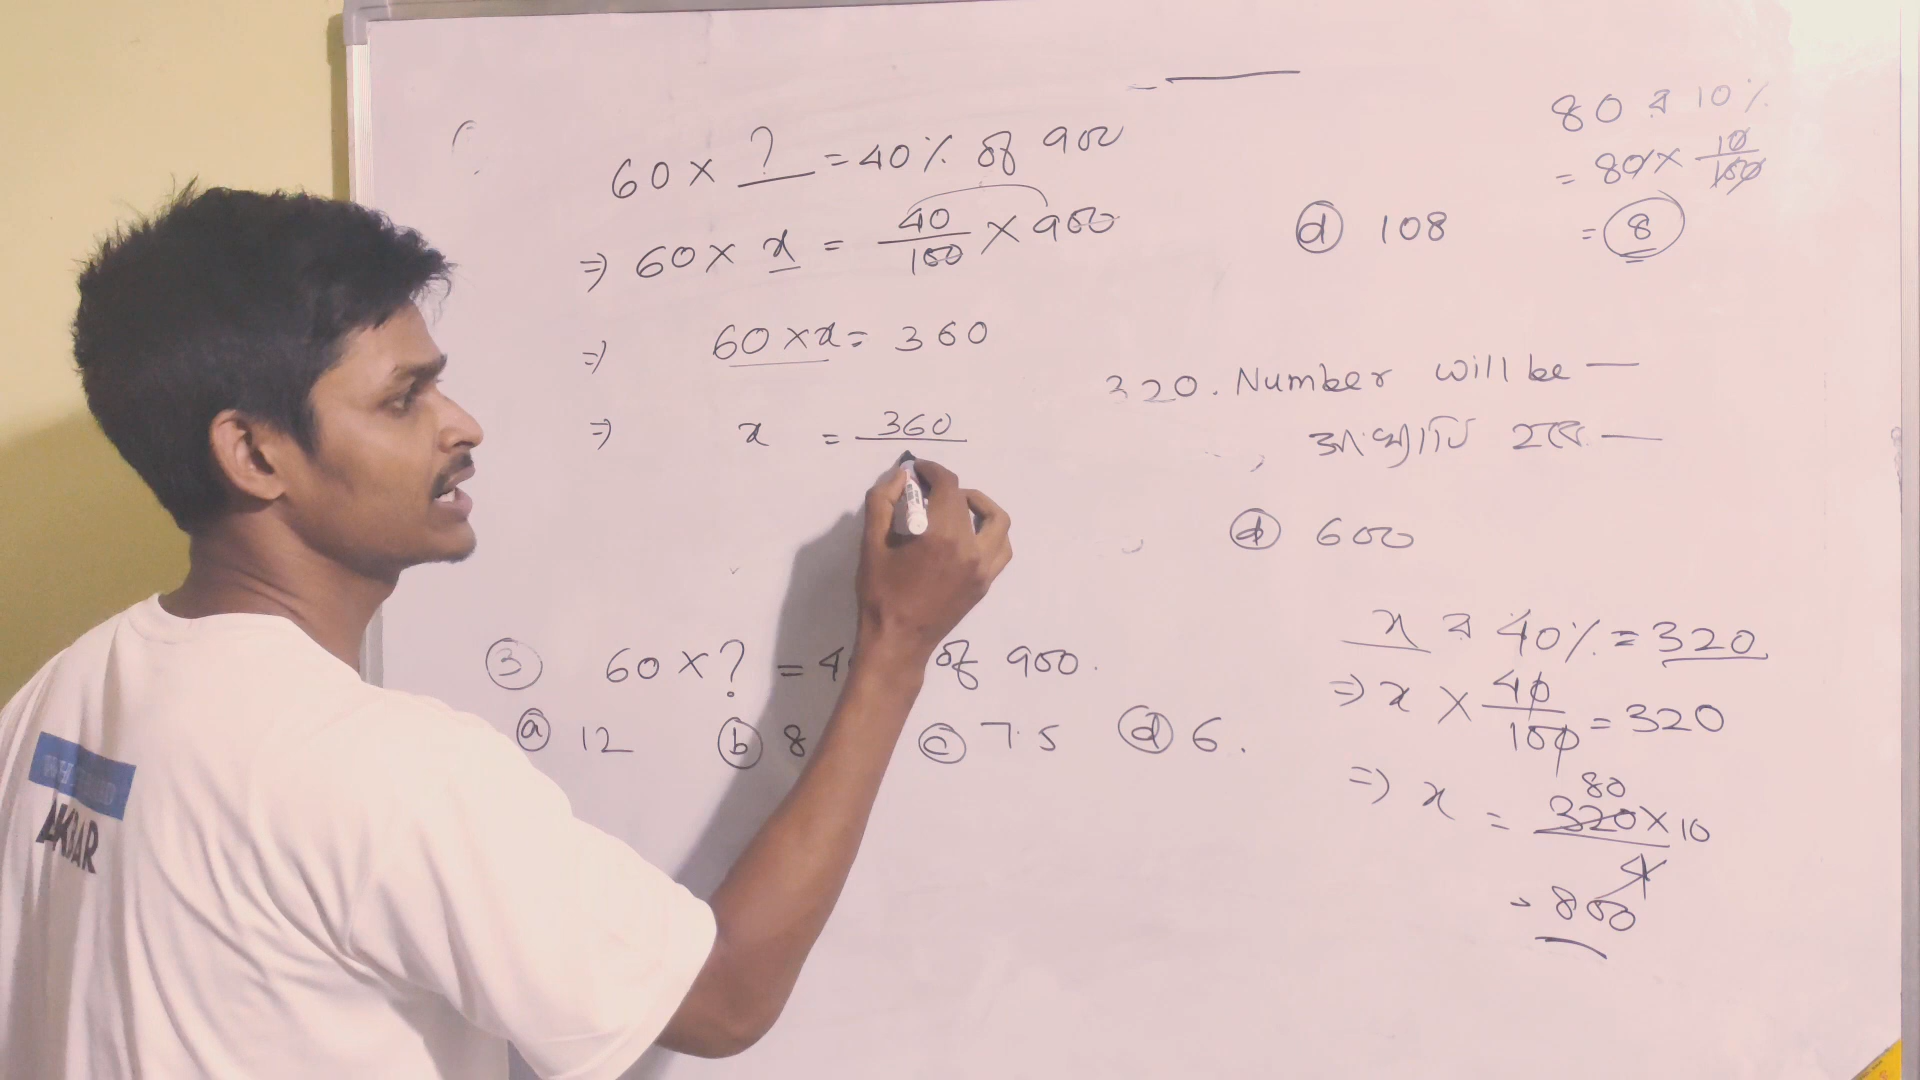 60 × ? = 40% of 900
⇒ 60 × x = 40/100 × 900
⇒ 60 × x = 360
⇒ x = 360
③ 60 × ? = 4 of 900.
ⓐ 12 ⓑ 8 ⓒ 7.5 ⓓ 6.
80 র 10%
= 80 × 10/100
= 8
ⓓ 108
320. Number will be —
সংখ্যাটি হবে —
ⓓ 600
x র 40% = 320
⇒ x × 40/100 = 320
80
⇒ x = 320 × 10 / 4
= 800
AKBAR